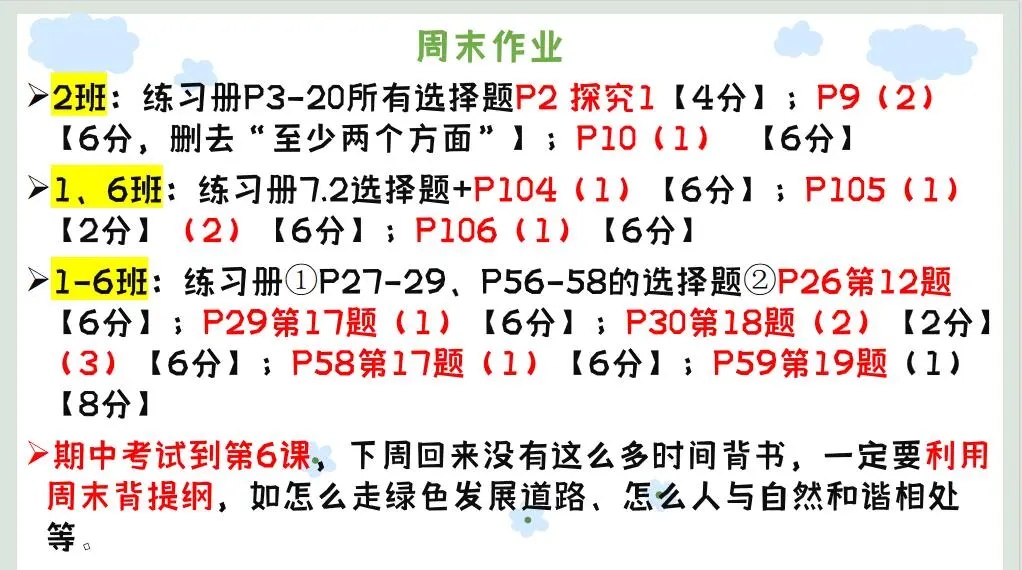 周末作业
➢2班：练习册P3-20所有选择题P2 探究1【4分】；P9（2）
【6分，删去“至少两个方面”】；P10（1） 【6分】
➢1、6班：练习册7.2选择题+P104（1）【6分】；P105（1）
【2分】（2）【6分】；P106（1）【6分】
➢1-6班：练习册①P27-29、P56-58的选择题②P26第12题
【6分】；P29第17题（1）【6分】；P30第18题（2）【2分】
（3）【6分】；P58第17题（1）【6分】；P59第19题（1）
【8分】
➢期中考试到第6课，下周回来没有这么多时间背书，一定要利用
周末背提纲，如怎么走绿色发展道路、怎么人与自然和谐相处
等。